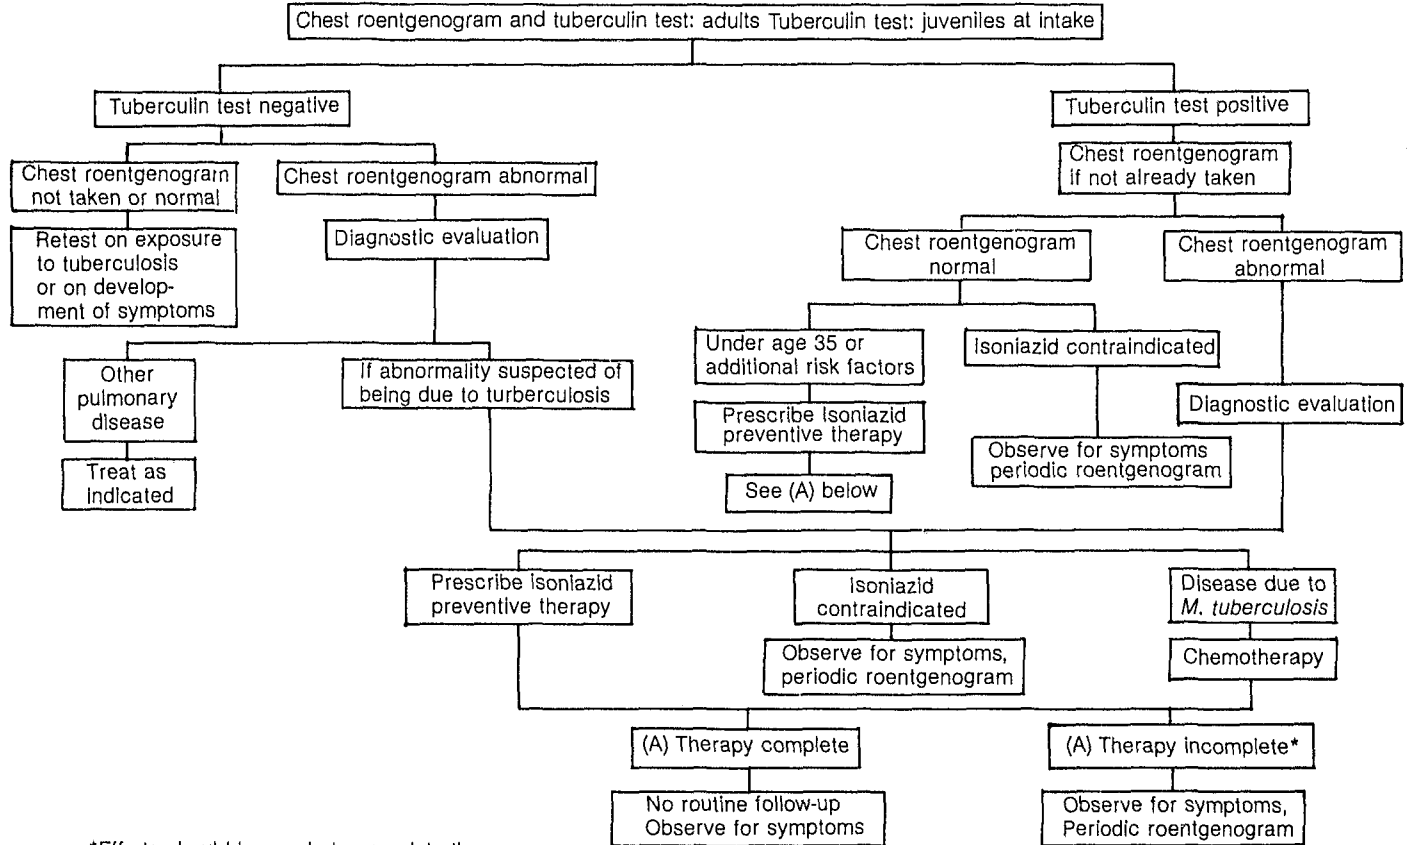 Chest roentgenogram and tuberculin test: adults Tuberculin test: juveniles at intake
Tuberculin test negative
Tuberculin test positive
Chest roentgenogram
not taken or normal
Chest roentgenogram abnormal
Chest roentgenogram
if not already taken
Retest on exposure
to tuberculosis
or on develop-
ment of symptoms
Diagnostic evaluation
Chest roentgenogram
normal
Chest roentgenogram
abnormal
Other
pulmonary
disease
If abnormality suspected of
being due to turberculosis
Under age 35 or
additional risk factors
Isoniazid contraindicated
Diagnostic evaluation
Prescribe isoniazid
preventive therapy
Observe for symptoms
periodic roentgenogram
Treat as
indicated
See (A) below
Prescribe isoniazid
preventive therapy
Isoniazid
contraindicated
Disease due to
M. tuberculosis
Observe for symptoms,
periodic roentgenogram
Chemotherapy
(A) Therapy complete
(A) Therapy incomplete*
No routine follow-up
Observe for symptoms
Observe for symptoms,
Periodic roentgenogram